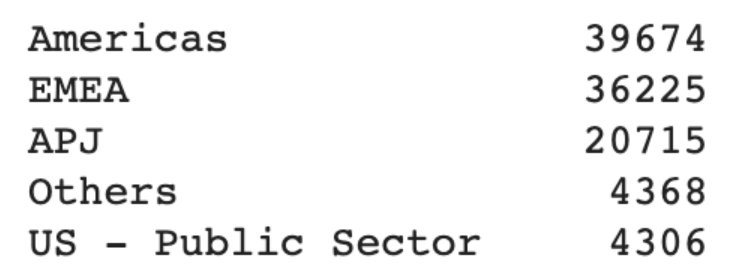 Americas 39674
EMEA 36225
APJ 20715
Others 4368
US - Public Sector 4306